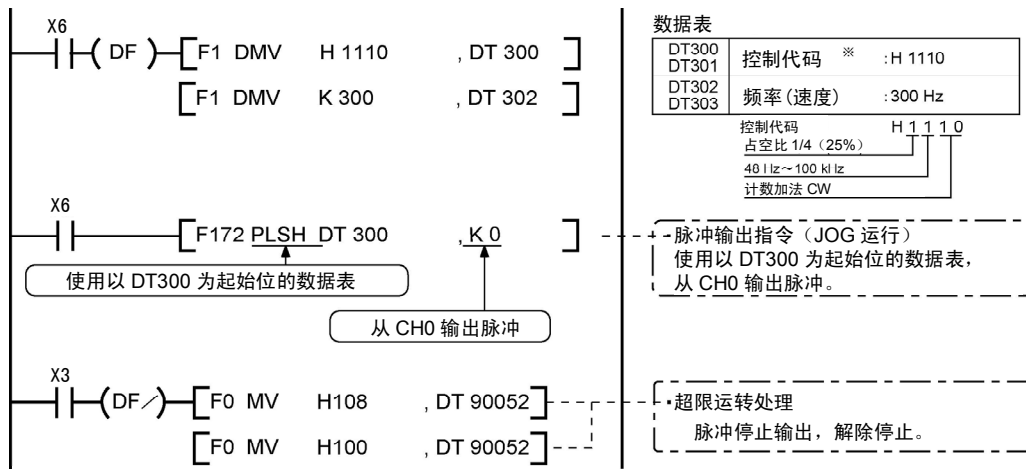 X6
( DF ) F1 DMV H 1110 , DT 300
F1 DMV K 300 , DT 302
X6
F172 PLSH DT 300 , K 0
使用以 DT300 为起始位的数据表
从 CH0 输出脉冲
X3
(DF/) F0 MV H108 , DT 90052
F0 MV H100 , DT 90052
数据表
DT300
DT301
控制代码 ※ :H 1110
DT302
DT303
频率(速度) :300 Hz
控制代码 H 1 1 1 0
占空比 1/4（25%）
48 Hz～100 kHz
计数加法 CW
·脉冲输出指令（JOG 运行）
使用以 DT300 为起始位的数据表，
从 CH0 输出脉冲。
·超限运转处理
脉冲停止输出，解除停止。